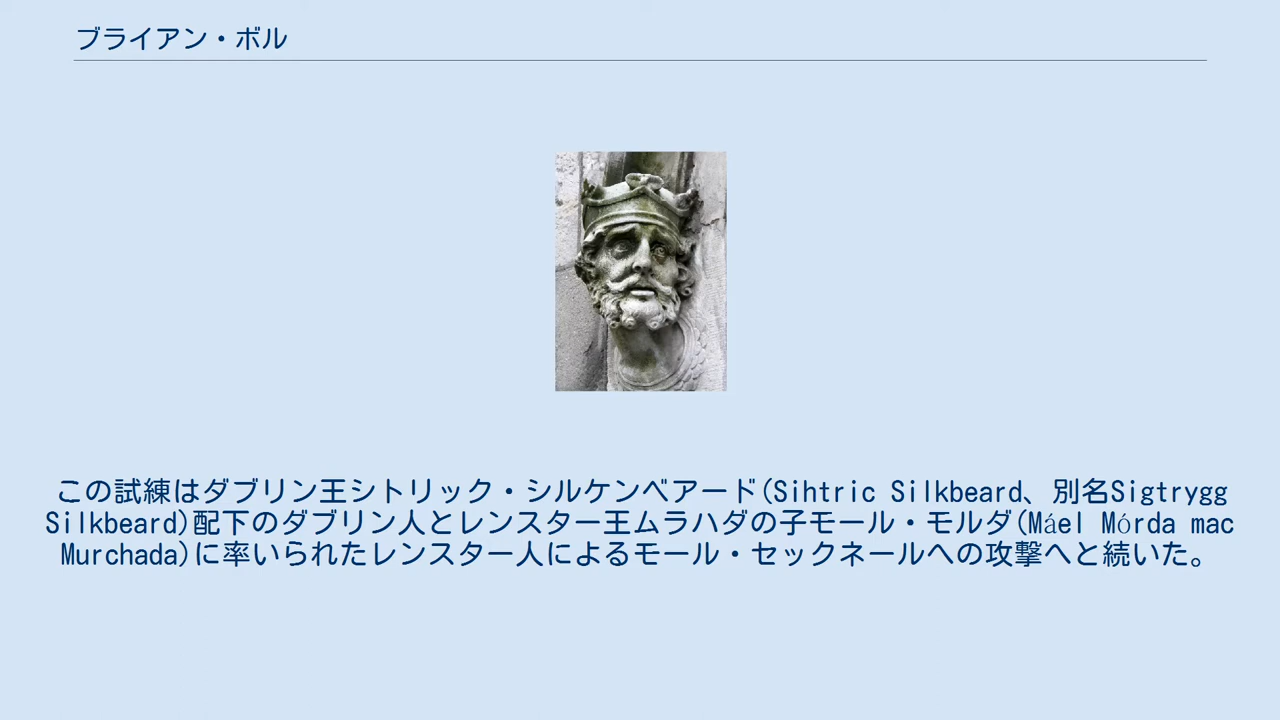 ブライアン・ボル
この試練はダブリン王シトリック・シルケンベアード(Sihtric Silkbeard、別名Sigtrygg
Silkbeard)配下のダブリン人とレンスター王ムラハダの子モール・モルダ(Máel Mórda mac
Murchada)に率いられたレンスター人によるモール・セックネールへの攻撃へと続いた。